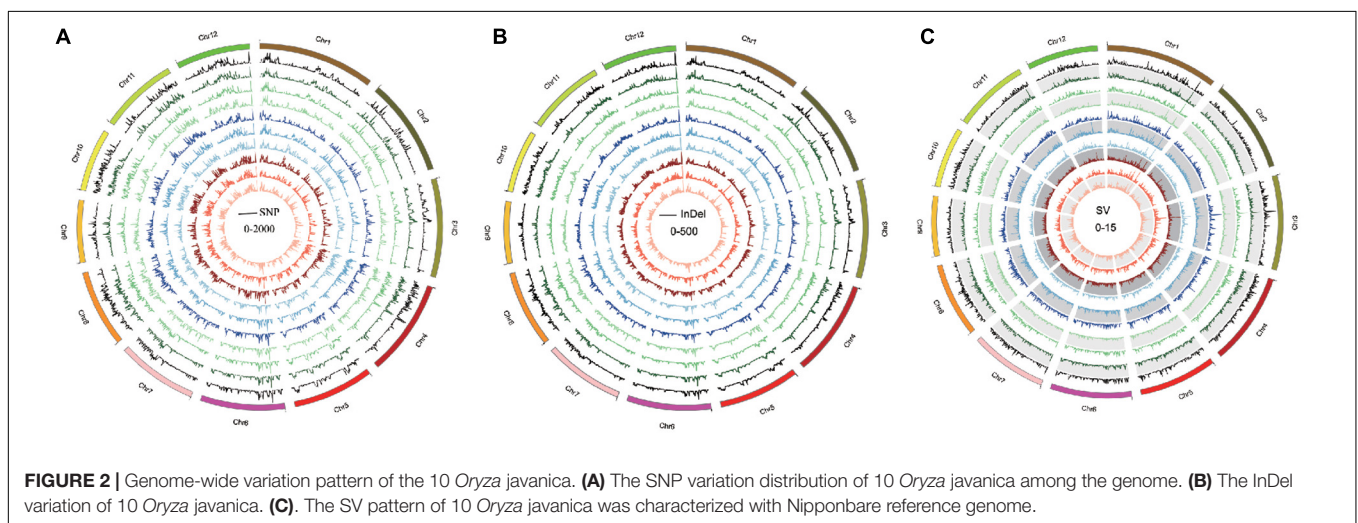 A
B
C
Chr12
Chr1
Chr11
Chr2
Chr10
Chr3
Chr9
Chr4
Chr8
Chr5
Chr7
Chr6
SNP
0-2000
Chr12
Chr1
Chr11
Chr2
Chr10
Chr3
Chr9
Chr4
Chr8
Chr5
Chr7
Chr6
InDel
0-500
Chr12
Chr1
Chr11
Chr2
Chr10
Chr3
Chr9
Chr4
Chr8
Chr5
Chr7
Chr6
SV
0-15
FIGURE 2 | Genome-wide variation pattern of the 10 Oryza javanica. (A) The SNP variation distribution of 10 Oryza javanica among the genome. (B) The InDel
variation of 10 Oryza javanica. (C). The SV pattern of 10 Oryza javanica was characterized with Nipponbare reference genome.